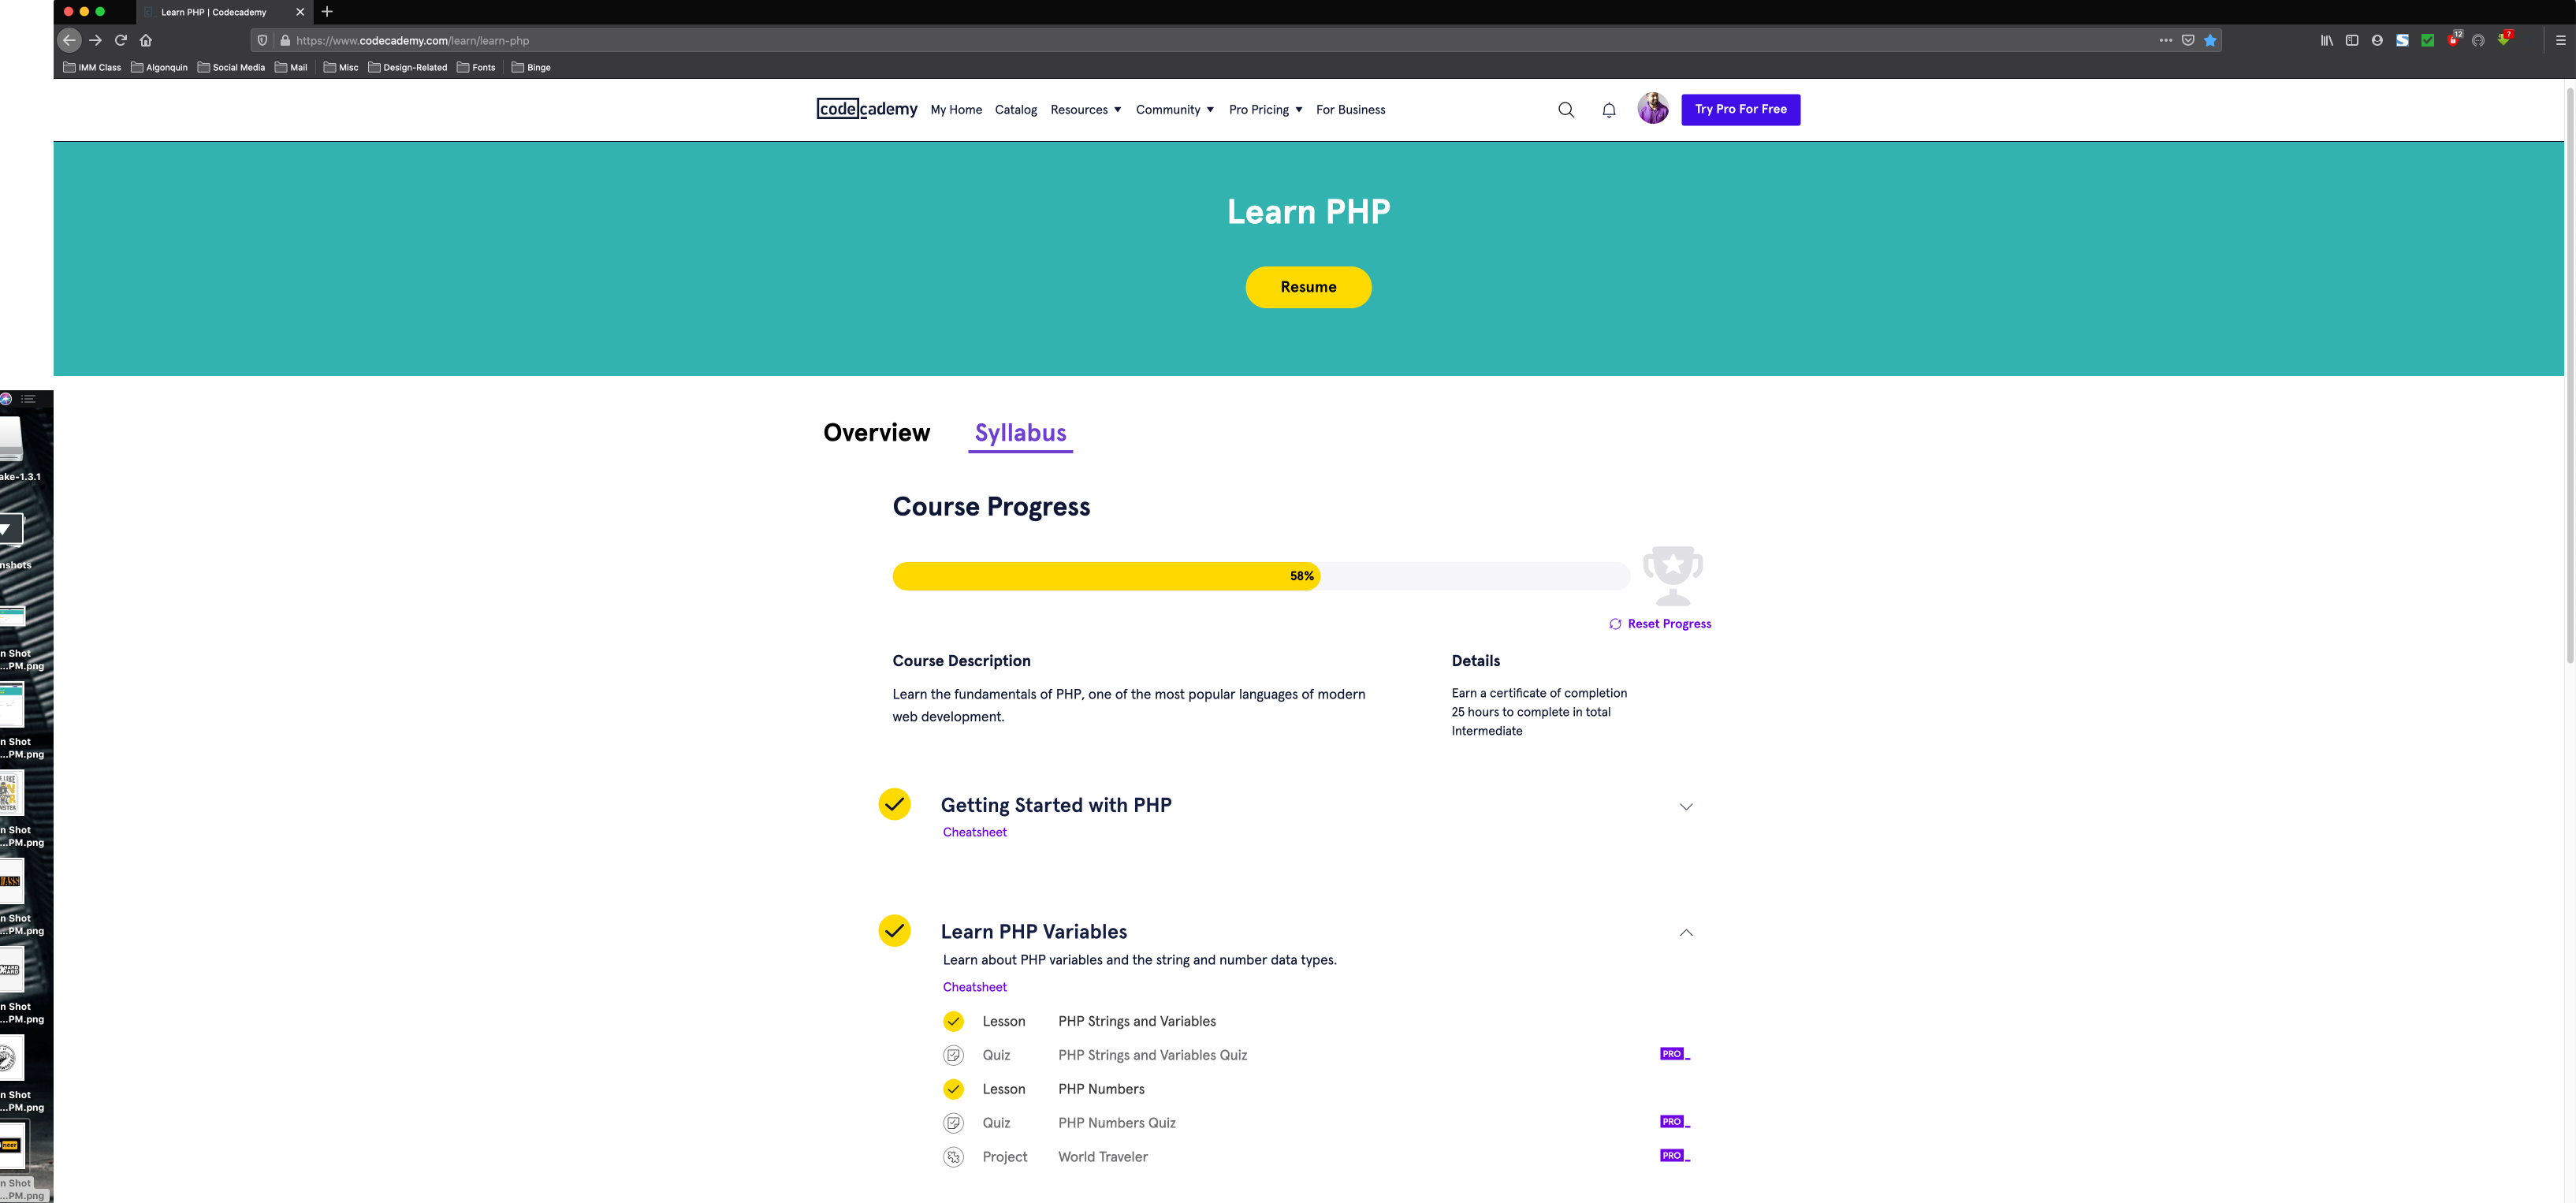 Learn PHP | Codecademy
https://www.codecademy.com/learn/learn-php
12
?
IMM Class Algonquin Social Media Mail Misc Design-Related Fonts Binge
codecademy My Home Catalog Resources Community Pro Pricing For Business Try Pro For Free
Learn PHP
Resume
Overview Syllabus
Course Progress
58%
Reset Progress
Course Description
Learn the fundamentals of PHP, one of the most popular languages of modern
web development.
Details
Earn a certificate of completion
25 hours to complete in total
Intermediate
Getting Started with PHP
Cheatsheet
Learn PHP Variables
Learn about PHP variables and the string and number data types.
Cheatsheet
Lesson PHP Strings and Variables
Quiz PHP Strings and Variables Quiz PRO
Lesson PHP Numbers
Quiz PHP Numbers Quiz PRO
Project World Traveler PRO
ake-1.3.1
nshots
n Shot
...PM.png
n Shot
...PM.png
n Shot
...PM.png
n Shot
...PM.png
n Shot
...PM.png
n Shot
...PM.png
neer
n Shot
...PM.png